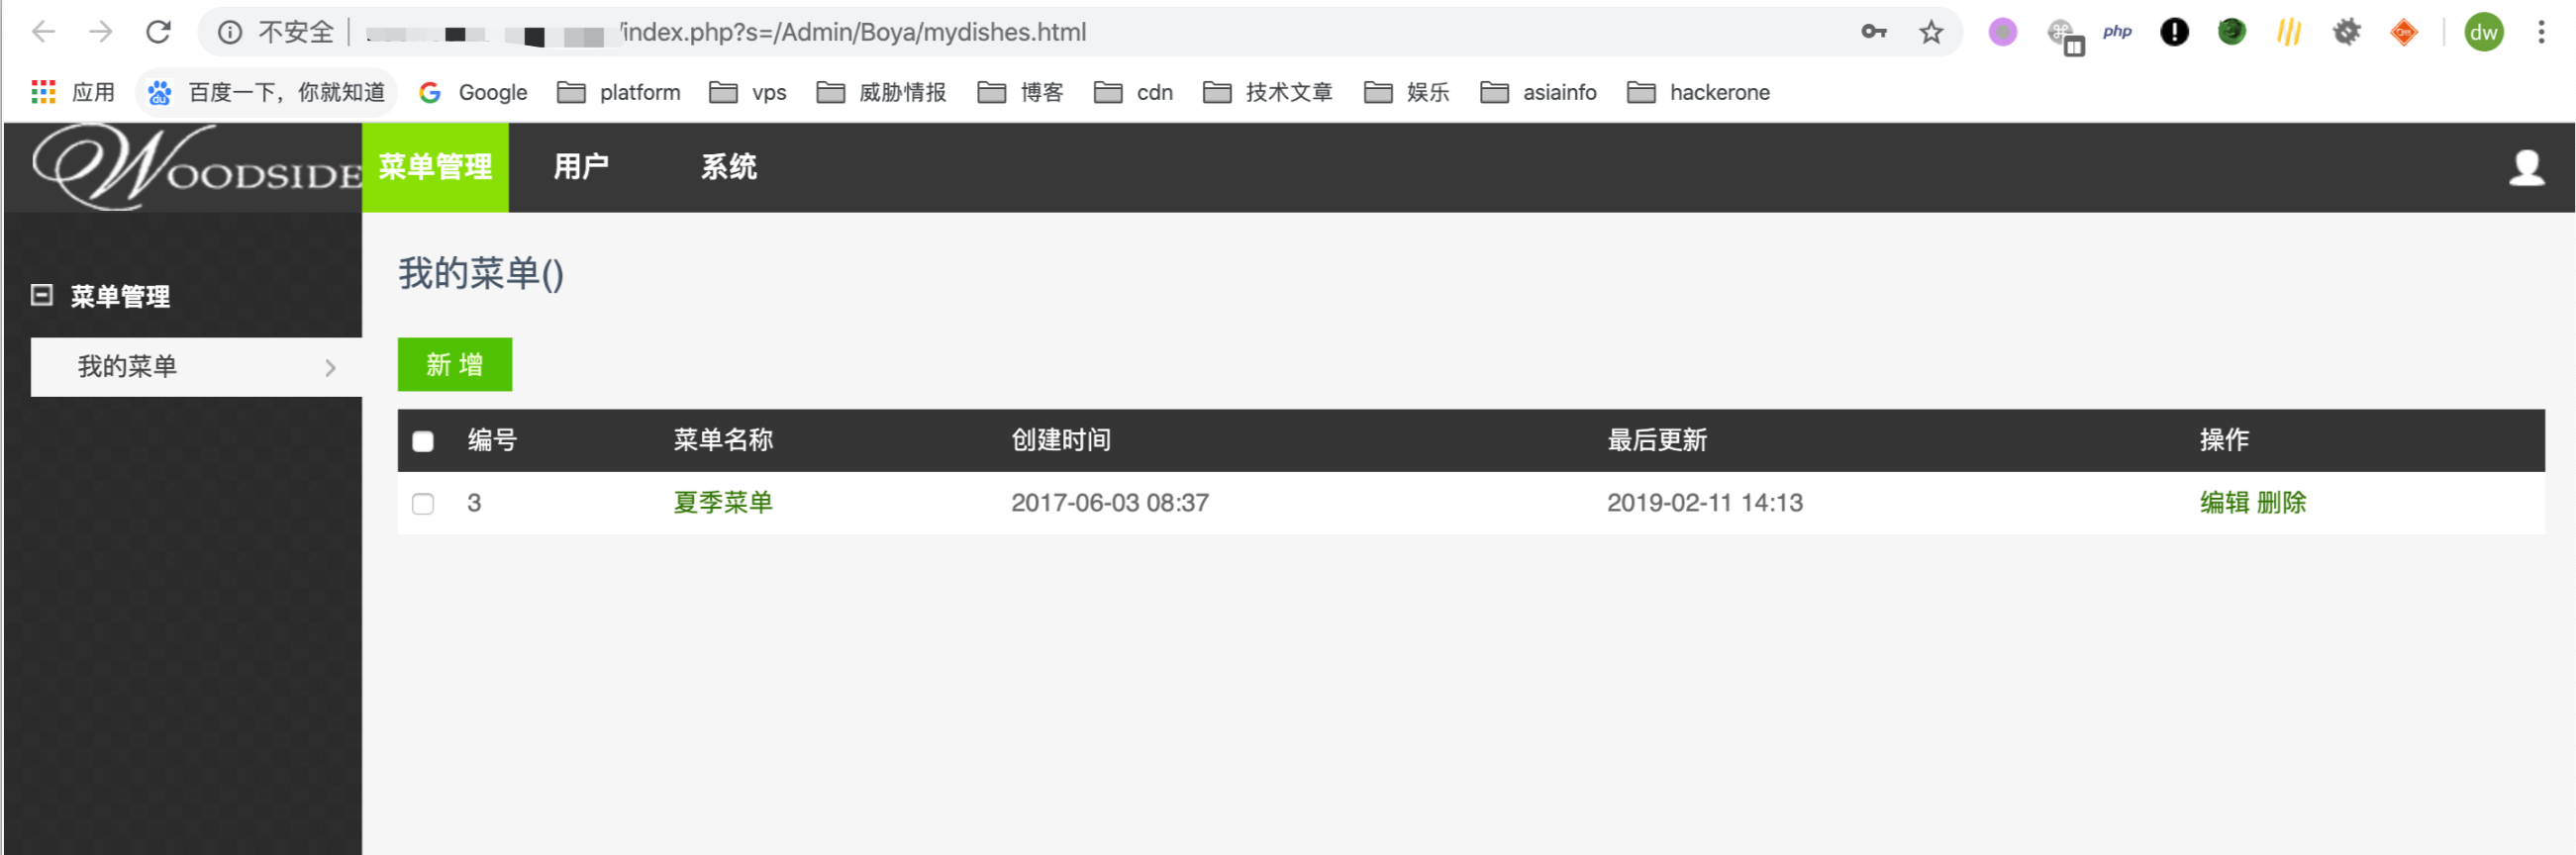 不安全 /index.php?s=/Admin/Boya/mydishes.html php dw
应用 百度一下，你就知道 Google platform vps 威胁情报 博客 cdn 技术文章 娱乐 asiainfo hackerone
WOODSIDE 菜单管理 用户 系统
我的菜单()
菜单管理
我的菜单
新 增
编号 菜单名称 创建时间 最后更新 操作
3 夏季菜单 2017-06-03 08:37 2019-02-11 14:13 编辑 删除